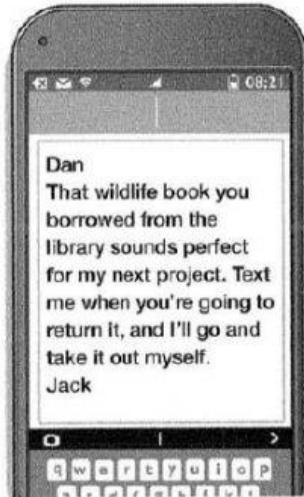 08:21
Dan
That wildlife book you
borrowed from the
library sounds perfect
for my next project. Text
me when you're going to
return it, and I'll go and
take it out myself.
Jack
q w e r t y u i o p